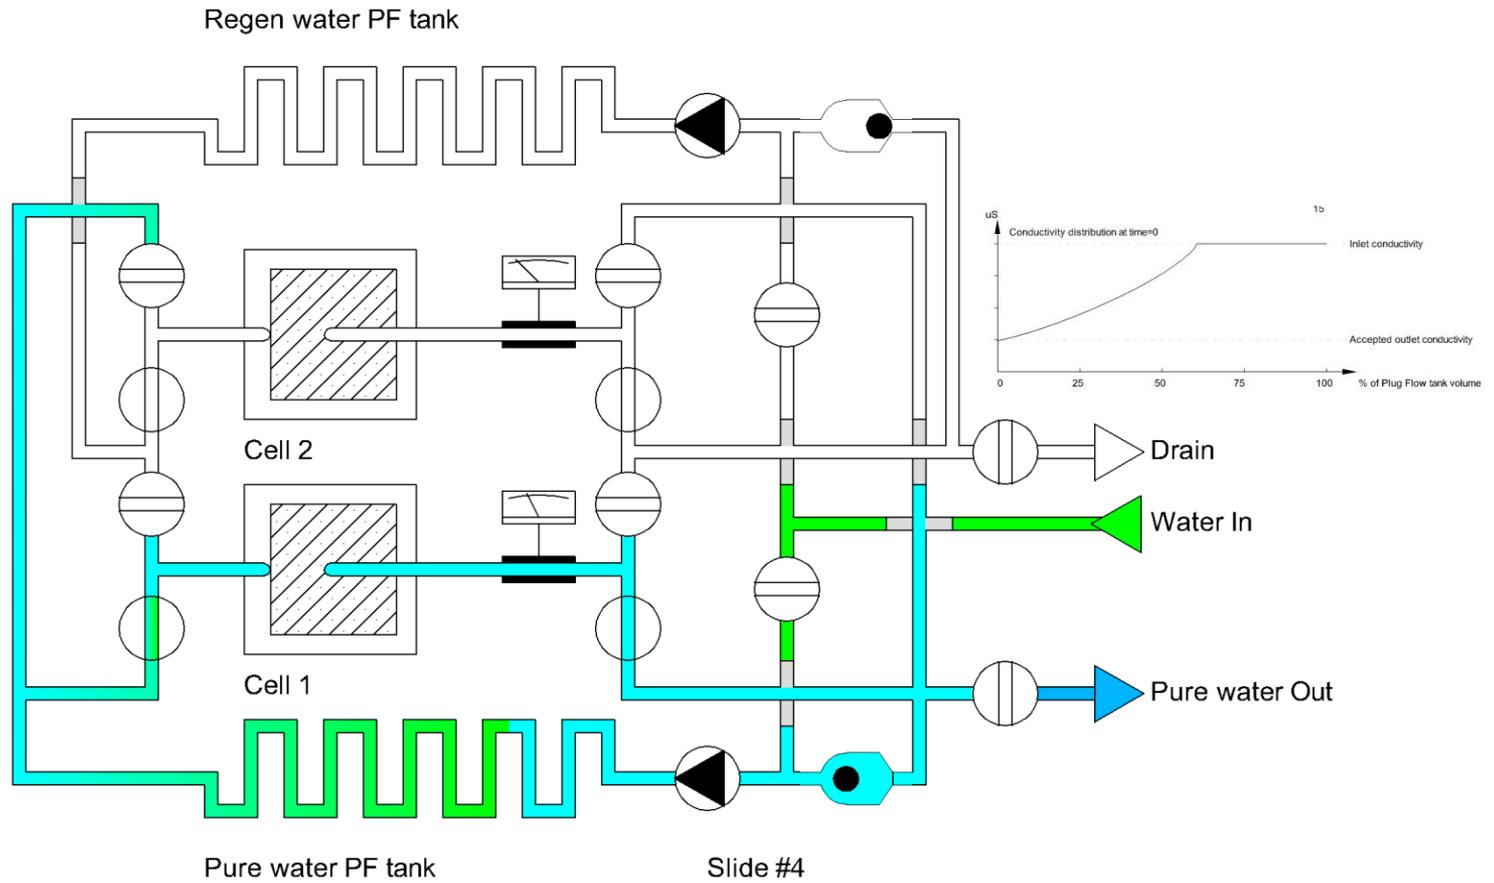 Regen water PF tank
uS
15
Conductivity distribution at time=0
Inlet conductivity
Accepted outlet conductivity
0 25 50 75 100 % of Plug Flow tank volume
Cell 2
Drain
Water In
Cell 1
Pure water Out
Pure water PF tank
Slide #4